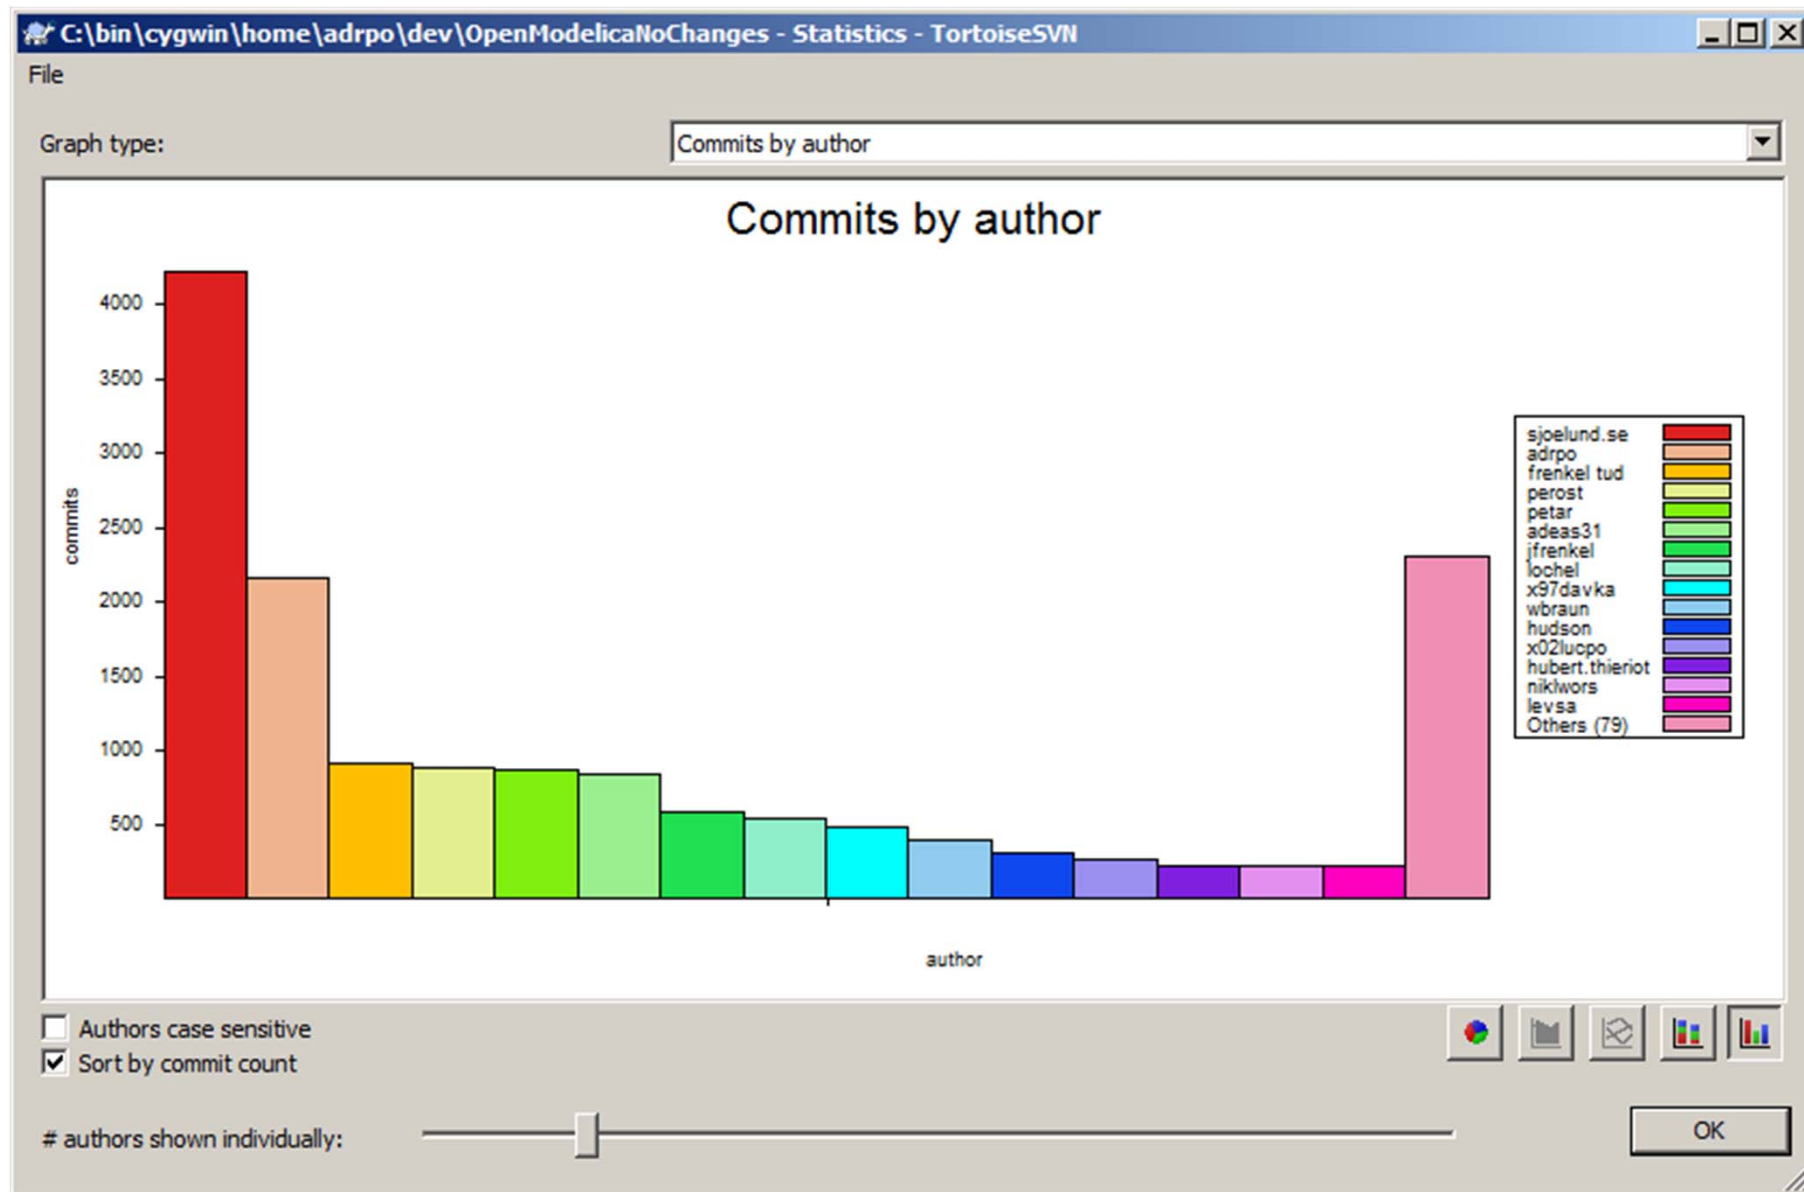 C:\bin\cygwin\home\adrpo\dev\OpenModelicaNoChanges - Statistics - TortoiseSVN
File
Graph type:
Commits by author
Commits by author
4000
3500
3000
2500
2000
1500
1000
500
commits
author
sjoelund.se
adrpo
frenkel tud
perost
petar
adeas31
jfrenkel
lochel
x97davka
wbraun
hudson
x02lucpo
hubert.thieriot
niklwors
levsa
Others (79)
Authors case sensitive
Sort by commit count
# authors shown individually:
OK